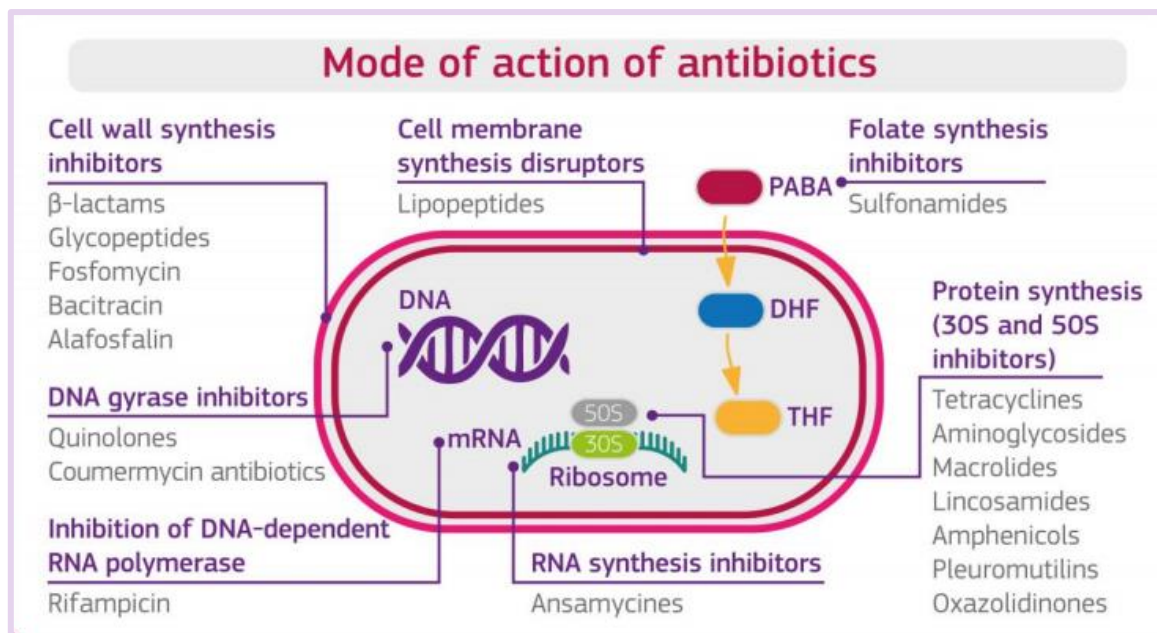 Mode of action of antibiotics
Cell wall synthesis
inhibitors
β-lactams
Glycopeptides
Fosfomycin
Bacitracin
Alafosfalin
Cell membrane
synthesis disruptors
Lipopeptides
Folate synthesis
inhibitors
Sulfonamides
PABA
DHF
THF
DNA
DNA gyrase inhibitors
Quinolones
Coumermycin antibiotics
mRNA
50S
30S
Ribosome
Protein synthesis
(30S and 50S
inhibitors)
Tetracyclines
Aminoglycosides
Macrolides
Lincosamides
Amphenicols
Pleuromutilins
Oxazolidinones
Inhibition of DNA-dependent
RNA polymerase
Rifampicin
RNA synthesis inhibitors
Ansamycines